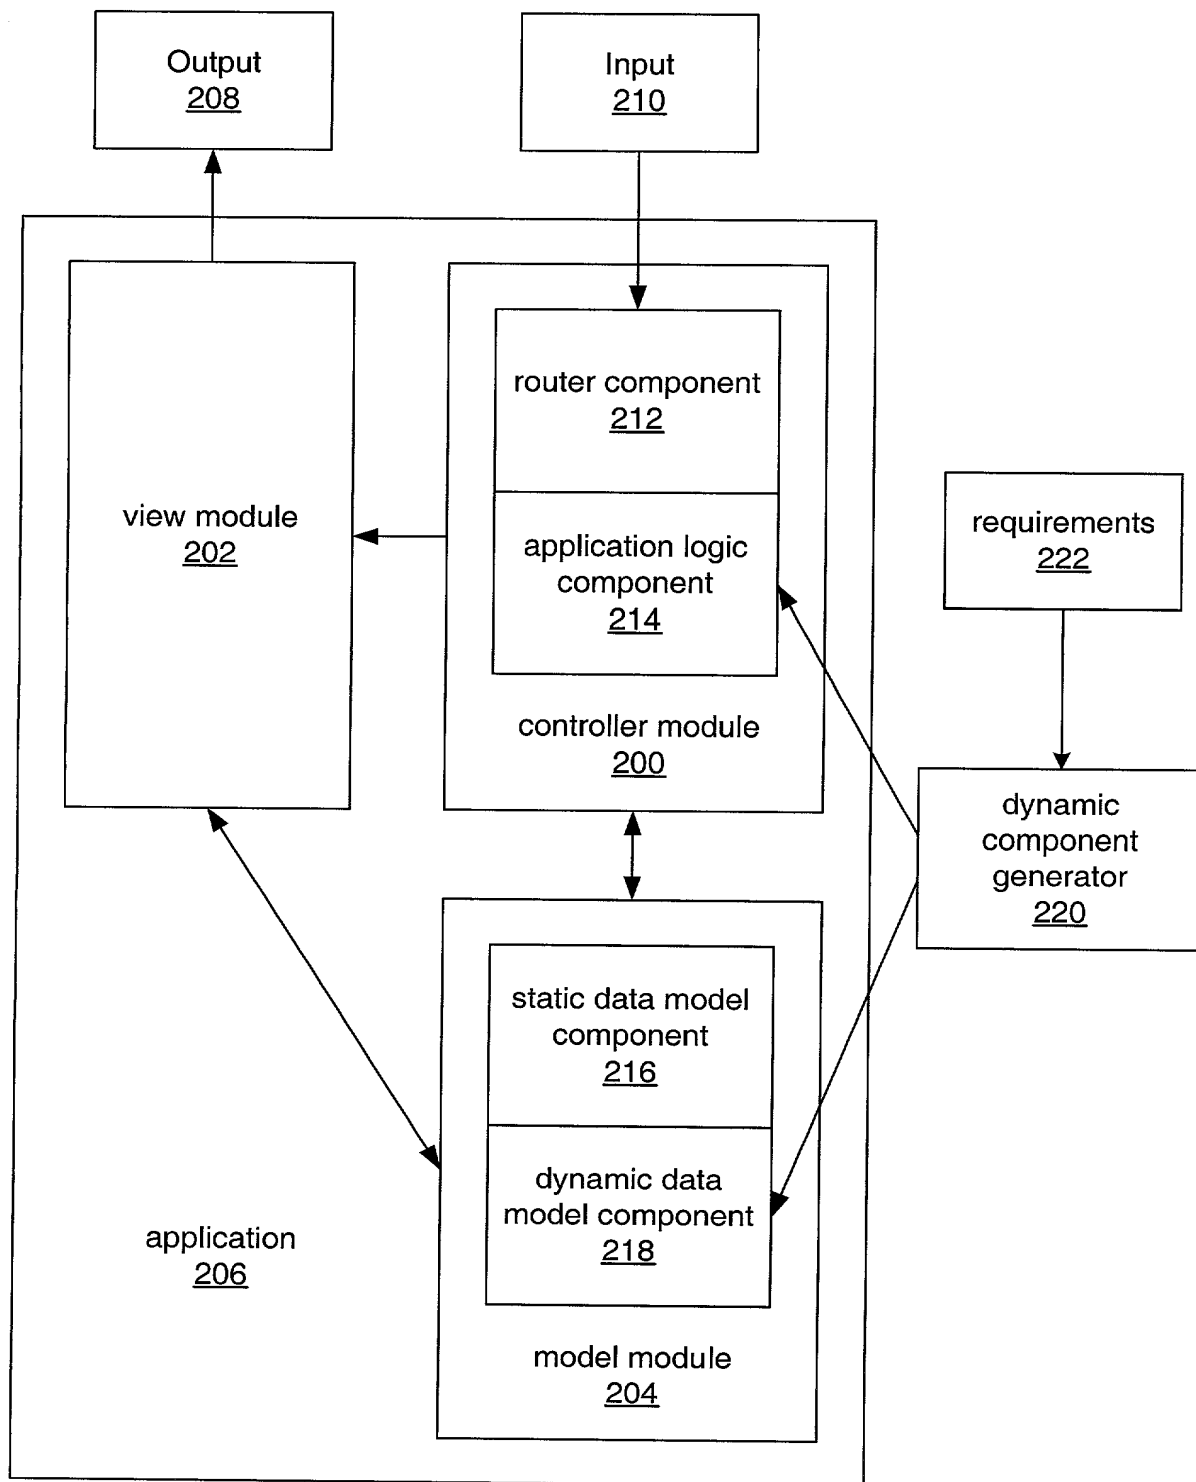 Output
208
Input
210
router component
212
view module
202
application logic
component
214
requirements
222
controller module
200
dynamic
component
generator
220
static data model
component
216
dynamic data
model component
218
application
206
model module
204